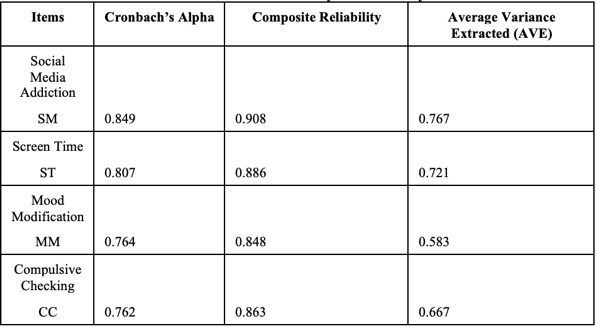 Items Cronbach's Alpha Composite Reliability Average Variance
Extracted (AVE)
Social
Media
Addiction
SM 0.849 0.908 0.767
Screen Time
ST 0.807 0.886 0.721
Mood
Modification
MM 0.764 0.848 0.583
Compulsive
Checking
CC 0.762 0.863 0.667